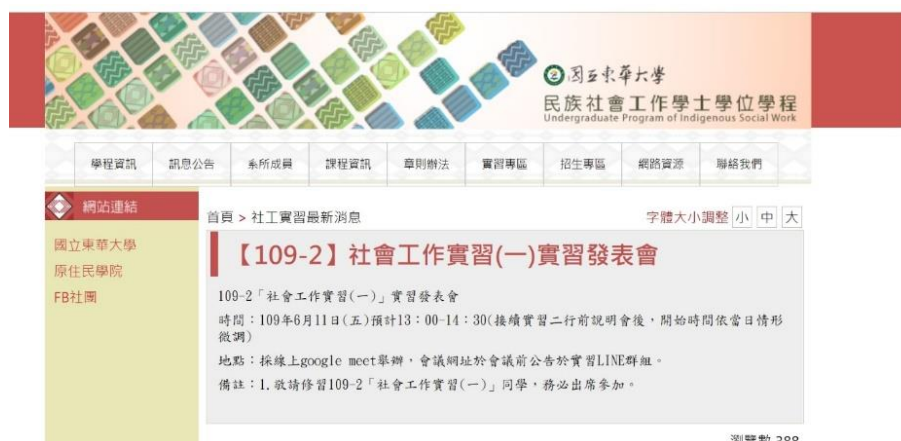 國立東華大學
民族社會工作學士學位學程
Undergraduate Program of Indigenous Social Work
學程資訊 訊息公告 系所成員 課程資訊 章則辦法 實習專區 招生專區 網路資源 聯絡我們
網站連結
首頁 > 社工實習最新消息 字體大小調整 小 中 大
國立東華大學
原住民學院
FB社團
【109-2】社會工作實習(一)實習發表會
109-2「社會工作實習(一)」實習發表會
時間：109年6月11日(五)預計13：00-14：30(接續實習二行前說明會後，開始時間依當日情形
微調)
地點：採線上google meet舉辦，會議網址於會議前公告於實習LINE群組。
備註：1.敬請修習109-2「社會工作實習(一)」同學，務必出席參加。
瀏覽數 388